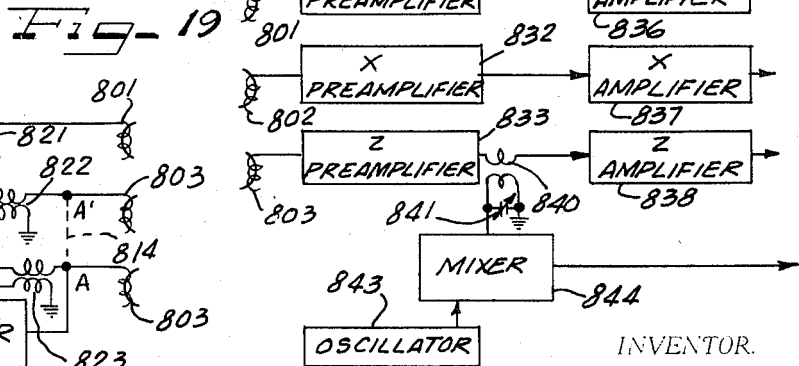 Fig- 19
PREAMPLIFIER
AMPLIFIER
836
801
832
X
PREAMPLIFIER
X
AMPLIFIER
802
837
833
Z
PREAMPLIFIER
Z
AMPLIFIER
803
840
838
841
MIXER
844
843
OSCILLATOR
801
821
822
803
A'
814
A
803
R
823
INVENTOR.